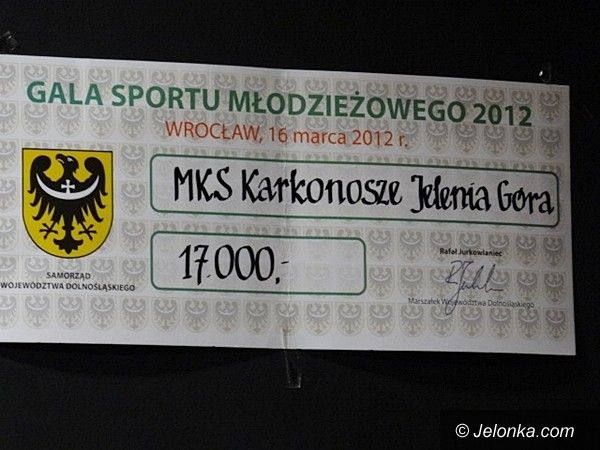 GALA SPORTU MŁODZIEŻOWEGO 2012
WROCŁAW, 16 marca 2012 r.
MKS Karkonosze Jelenia Góra
17.000,-
SAMORZĄD
WOJEWÓDZTWA DOLNOŚLĄSKIEGO
Rafał Jurkowlaniec
Marszałek Województwa Dolnośląskiego
© Jelonka.com